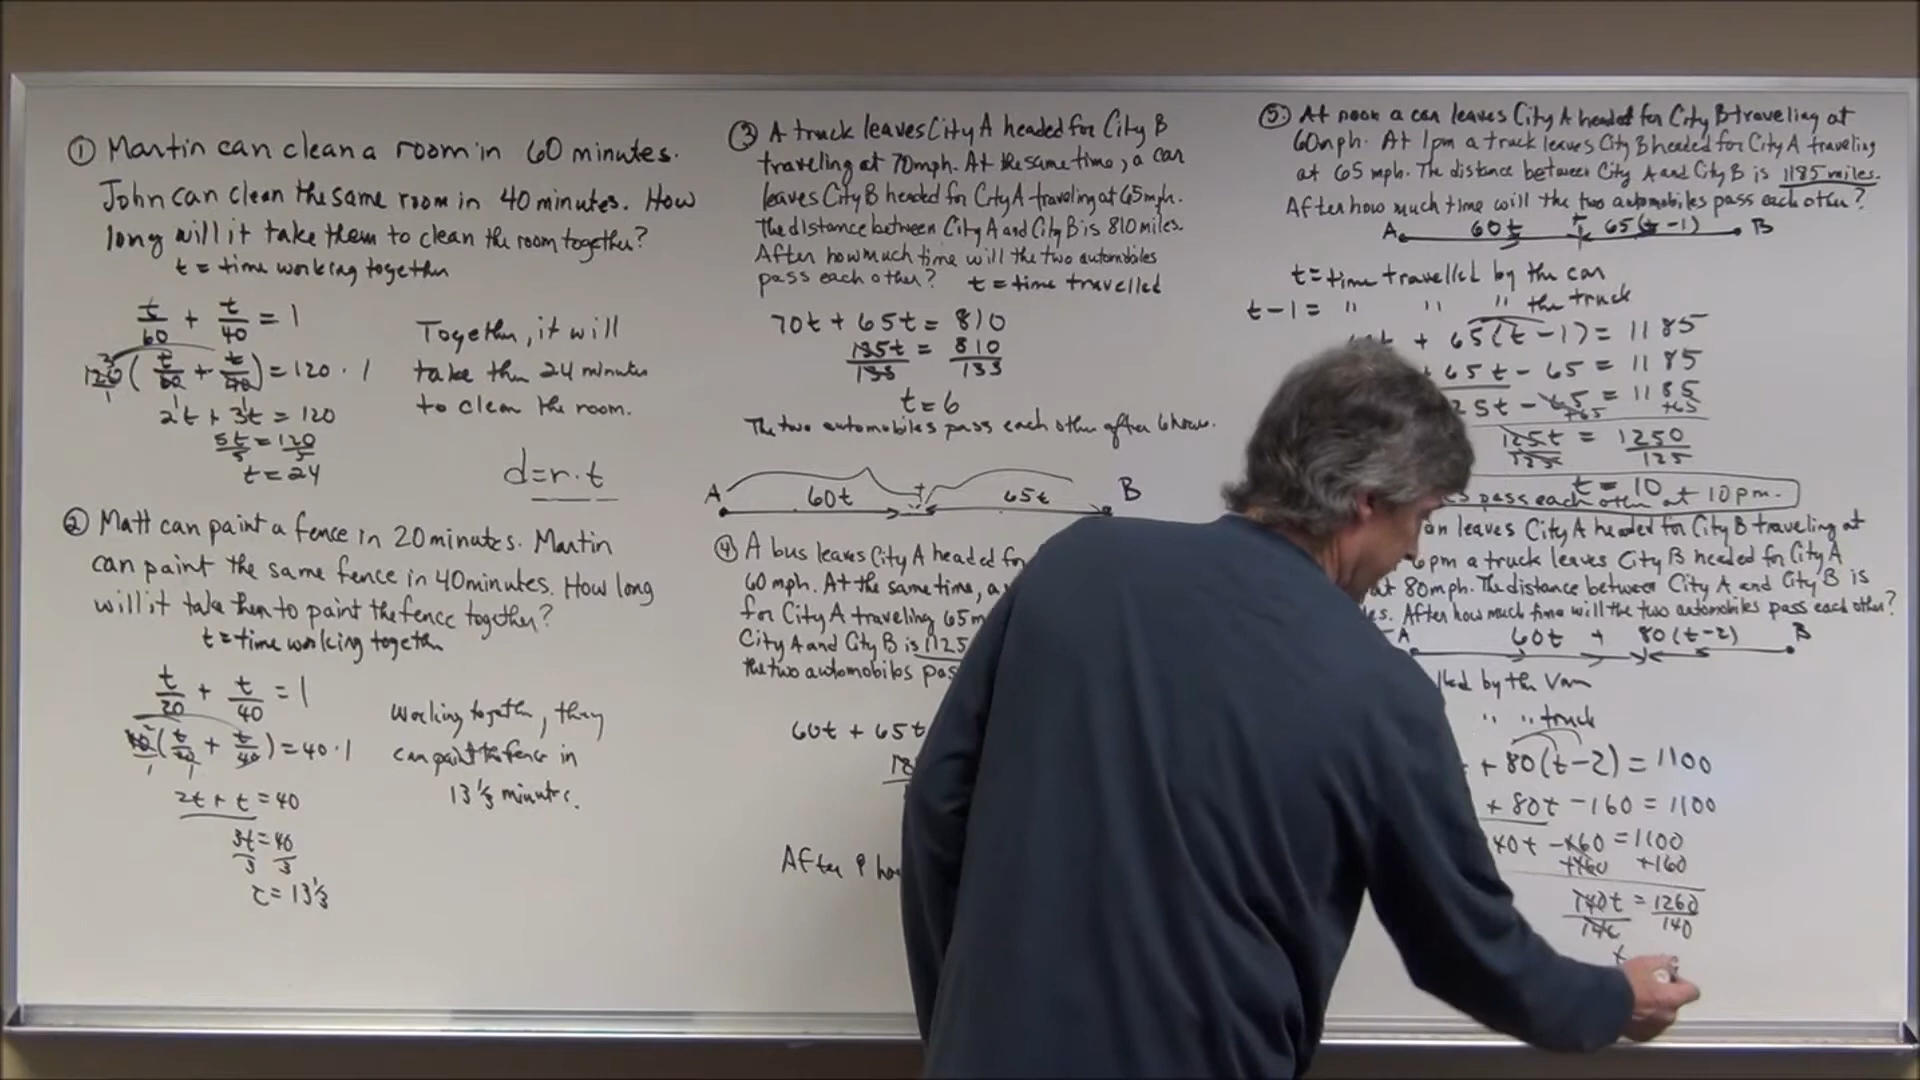 ① Martin can clean a room in 60 minutes.
John can clean the same room in 40 minutes. How
long will it take them to clean the room together?
t = time working together
t/60 + t/40 = 1
120 ( t/60 + t/40 ) = 120 · 1
2t + 3t = 120
5t/5 = 120/5
t = 24
Together, it will
take them 24 minutes
to clean the room.
d = r · t
② Matt can paint a fence in 20 minutes. Martin
can paint the same fence in 40 minutes. How long
will it take them to paint the fence together?
t = time working together
t/20 + t/40 = 1
40 ( t/20 + t/40 ) = 40 · 1
2t + t = 40
3t/3 = 40/3
t = 13 1/3
Working together, they
can paint the fence in
13 1/3 minutes.
③ A truck leaves City A headed for City B
traveling at 70mph. At the same time, a car
leaves City B headed for City A traveling at 65mph.
The distance between City A and City B is 810 miles.
After how much time will the two automobiles
pass each other? t = time travelled
70t + 65t = 810
135t/135 = 810/135
t = 6
The two automobiles pass each other after 6 hours.
A 60t 65t B
④ A bus leaves City A headed for
60 mph. At the same time, a
for City A traveling 65
City A and City B is 1125
the two automobiles
60t + 65t
After 9
⑤ At noon a car leaves City A headed for City B traveling at
60mph. At 1pm a truck leaves City B headed for City A traveling
at 65 mph. The distance between City A and City B is 1185 miles.
After how much time will the two automobiles pass each other?
A 60t + 65(t-1) B
t = time travelled by the car
t-1 = " " " the truck
+ 65(t-1) = 1185
65t - 65 = 1185
25t - 65 = 1185
+65 +65
125t/125 = 1250/125
t = 10
pass each other at 10pm.
leaves City A headed for City B traveling at
6pm a truck leaves City B headed for City A
at 80mph. The distance between City A and City B is
After how much time will the two automobiles pass each other?
A 60t + 80(t-2) B
by the Van
" " truck
+ 80(t-2) = 1100
+ 80t - 160 = 1100
40t - 160 = 1100
+160 +160
140t/140 = 1260/140
t